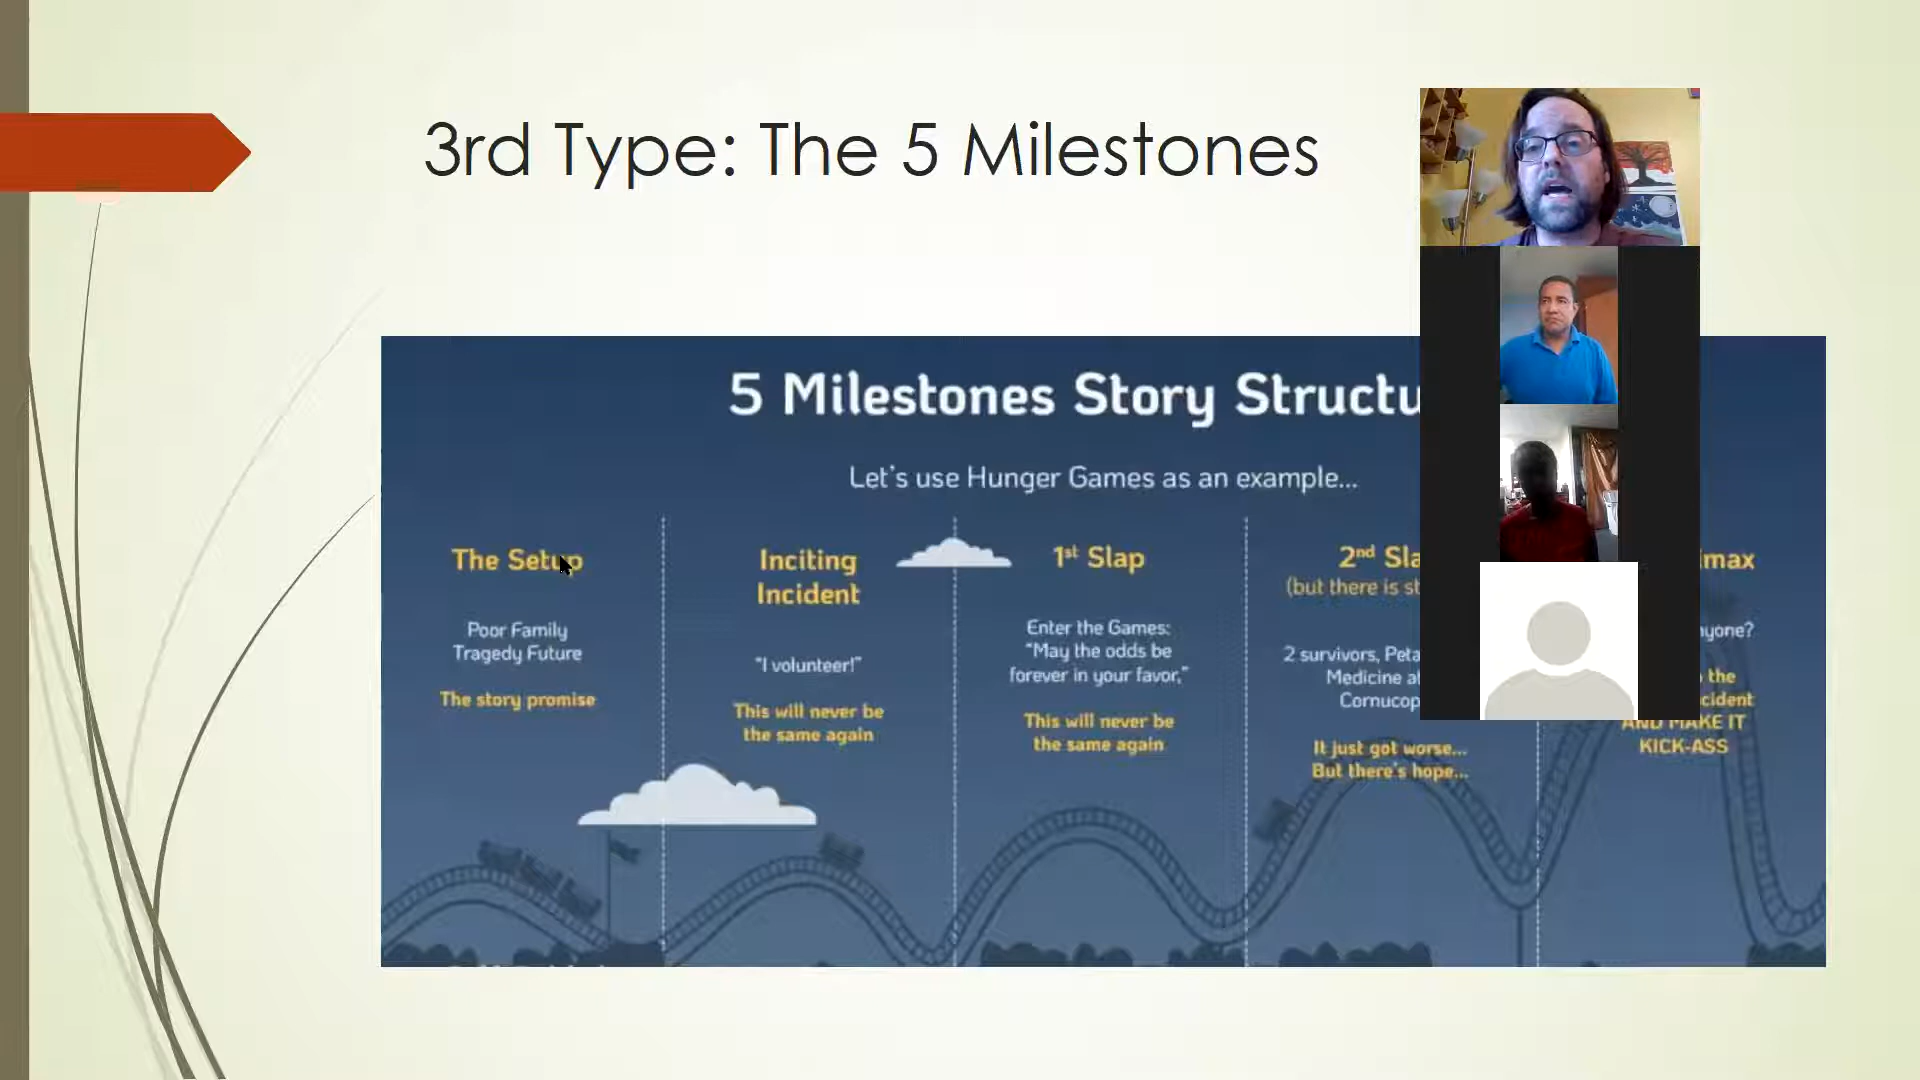 3rd Type: The 5 Milestones
5 Milestones Story Structu
Let's use Hunger Games as an example...
The Setup
Poor Family
Tragedy Future
The story promise
Inciting
Incident
"I volunteer!"
This will never be
the same again
1st Slap
Enter the Games:
"May the odds be
forever in your favor,"
This will never be
the same again
2nd Sla
(but there is st
2 survivors, Peta
Medicine at
Cornucop
It just got worse...
But there's hope...
max
yone?
the
cident
AND MAKE IT
KICK-ASS